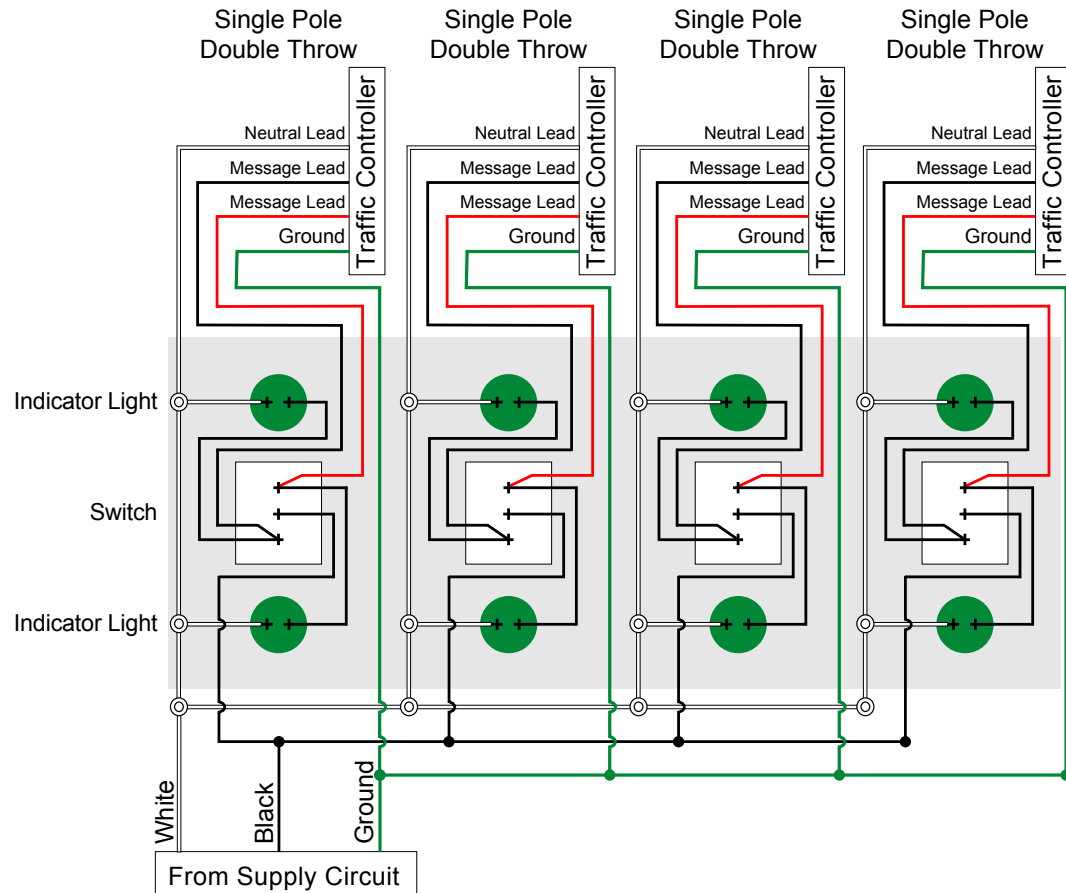 Single Pole
Double Throw
Single Pole
Double Throw
Single Pole
Double Throw
Single Pole
Double Throw
Neutral Lead
Message Lead
Message Lead
Ground
Traffic Controller
Neutral Lead
Message Lead
Message Lead
Ground
Traffic Controller
Neutral Lead
Message Lead
Message Lead
Ground
Traffic Controller
Neutral Lead
Message Lead
Message Lead
Ground
Traffic Controller
Indicator Light
Switch
Indicator Light
White
Black
Ground
From Supply Circuit